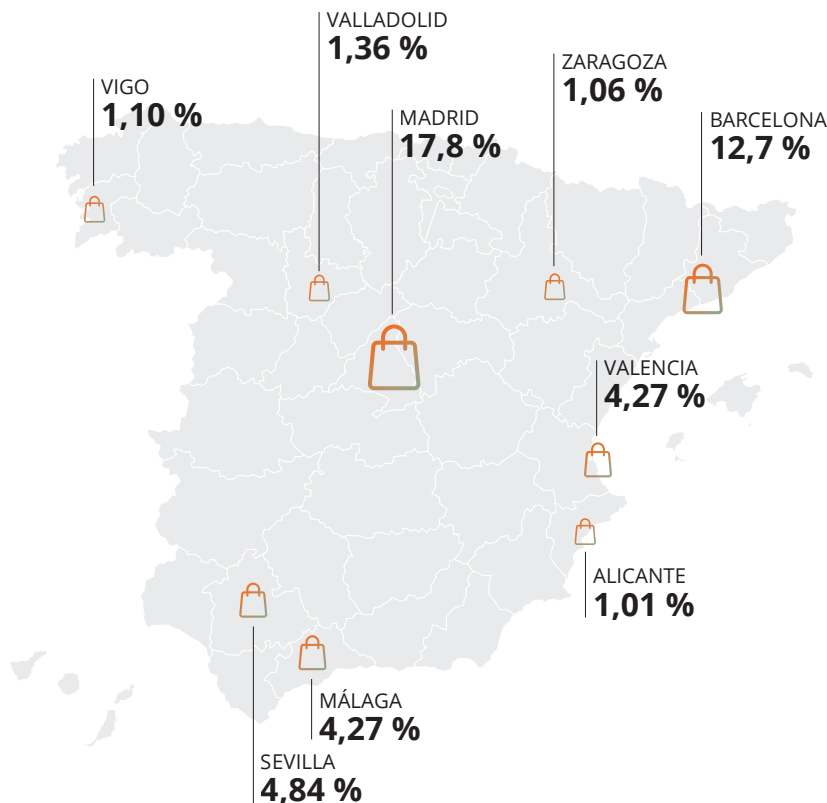 VALLADOLID
1,36 %
ZARAGOZA
1,06 %
VIGO
1,10 %
MADRID
17,8 %
BARCELONA
12,7 %
VALENCIA
4,27 %
ALICANTE
1,01 %
MÁLAGA
4,27 %
SEVILLA
4,84 %